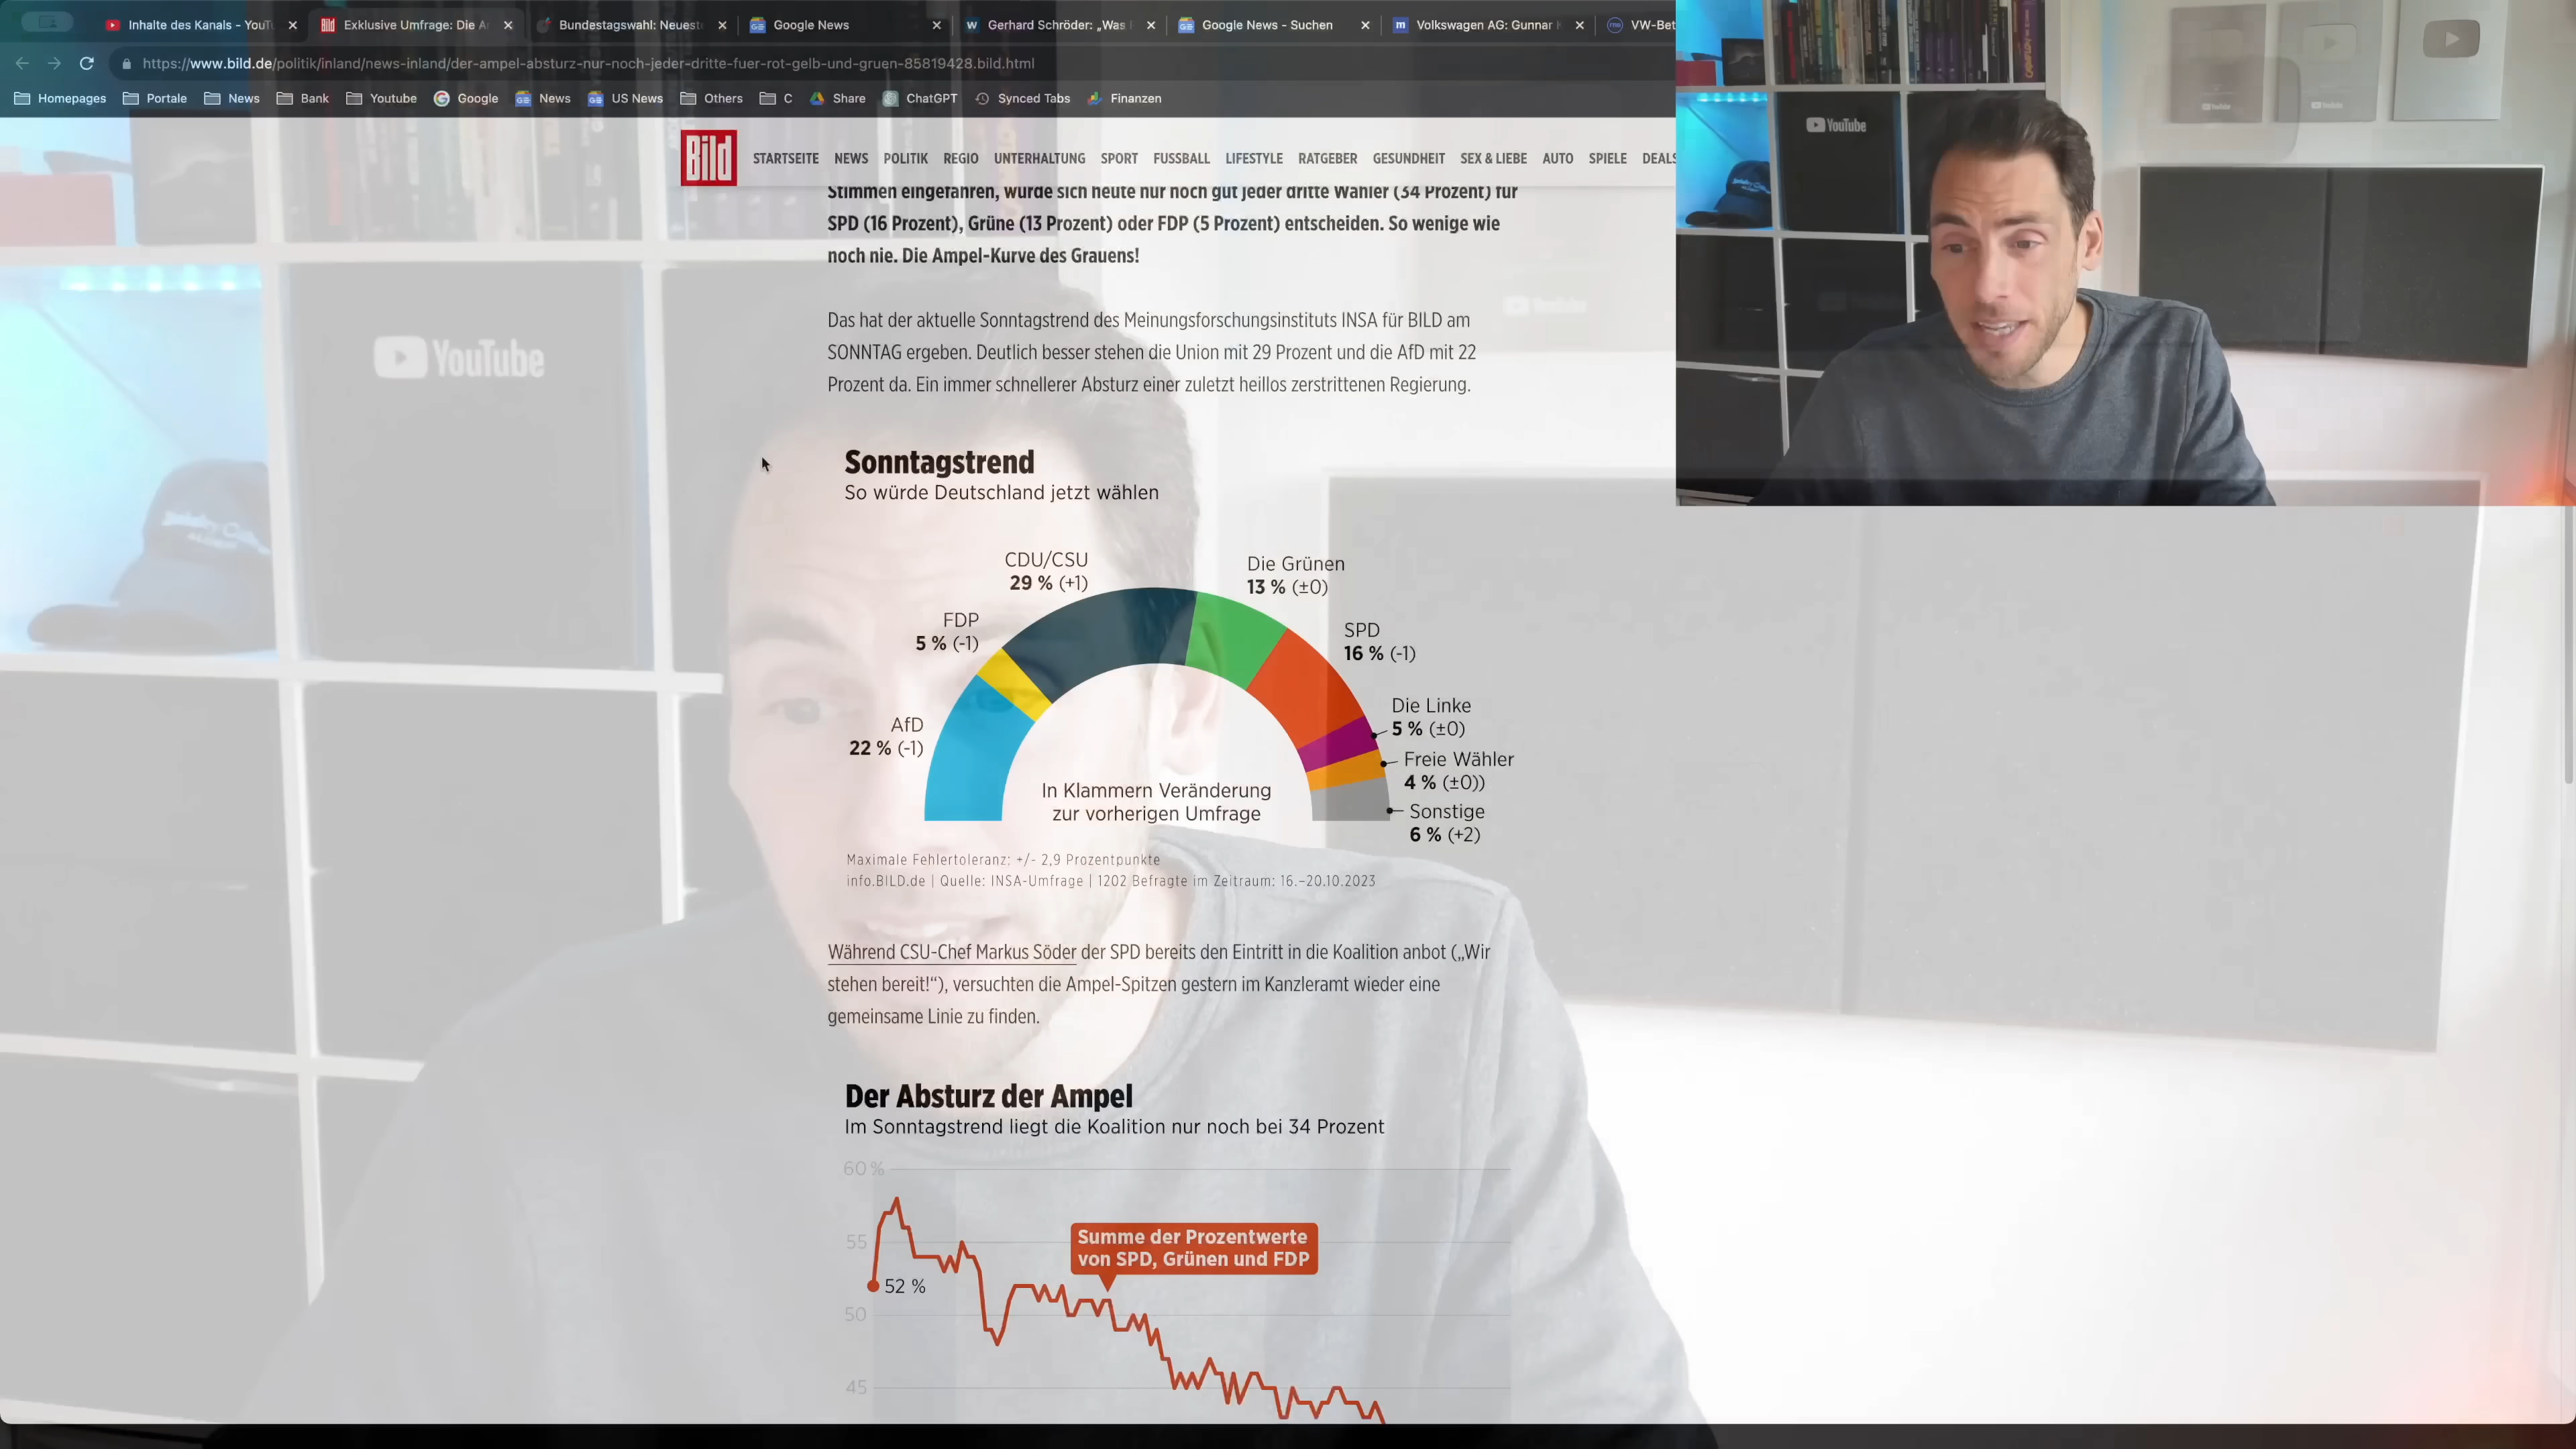 Inhalte des Kanals - YouT
Exklusive Umfrage: Die A
Bundestagswahl: Neuest
Google News
Gerhard Schröder: „Was
Google News - Suchen
Volkswagen AG: Gunnar
VW-Bet
https://www.bild.de/politik/inland/news-inland/der-ampel-absturz-nur-noch-jeder-dritte-fuer-rot-gelb-und-gruen-85819428.bild.html
Homepages
Portale
News
Bank
Youtube
Google
News
US News
Others
C
Share
ChatGPT
Synced Tabs
Finanzen
Bild
STARTSEITE NEWS POLITIK REGIO UNTERHALTUNG SPORT FUSSBALL LIFESTYLE RATGEBER GESUNDHEIT SEX & LIEBE AUTO SPIELE DEALS
Stimmen eingefahren, würde sich heute nur noch gut jeder dritte Wähler (34 Prozent) für
SPD (16 Prozent), Grüne (13 Prozent) oder FDP (5 Prozent) entscheiden. So wenige wie
noch nie. Die Ampel-Kurve des Grauens!
Das hat der aktuelle Sonntagstrend des Meinungsforschungsinstituts INSA für BILD am
SONNTAG ergeben. Deutlich besser stehen die Union mit 29 Prozent und die AfD mit 22
Prozent da. Ein immer schnellerer Absturz einer zuletzt heillos zerstrittenen Regierung.
YouTube
YouTube
Sonntagstrend
So würde Deutschland jetzt wählen
CDU/CSU
29 % (+1)
Die Grünen
13 % (±0)
FDP
5 % (-1)
SPD
16 % (-1)
AfD
22 % (-1)
Die Linke
5 % (±0)
Freie Wähler
4 % (±0))
Sonstige
6 % (+2)
In Klammern Veränderung
zur vorherigen Umfrage
Maximale Fehlertoleranz: +/- 2,9 Prozentpunkte
info.BILD.de | Quelle: INSA-Umfrage | 1202 Befragte im Zeitraum: 16.–20.10.2023
Während CSU-Chef Markus Söder der SPD bereits den Eintritt in die Koalition anbot („Wir
stehen bereit!“), versuchten die Ampel-Spitzen gestern im Kanzleramt wieder eine
gemeinsame Linie zu finden.
Der Absturz der Ampel
Im Sonntagstrend liegt die Koalition nur noch bei 34 Prozent
60 %
55
Summe der Prozentwerte
von SPD, Grünen und FDP
52 %
50
45